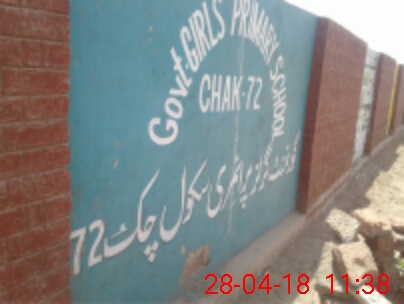 Govt-GIRLS PRIMARY SCHOOL
CHAK-72
گورنمنٹ گرلز پرائمری سکول چک 72
28-04-18 11:38